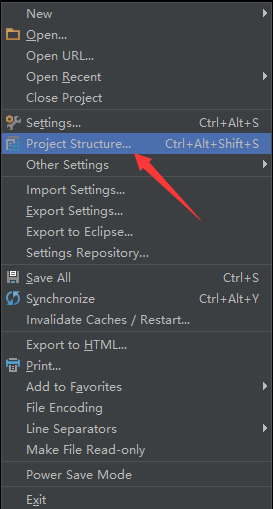 New
Open...
Open URL...
Open Recent
Close Project
Settings... Ctrl+Alt+S
Project Structure... Ctrl+Alt+Shift+S
Other Settings
Import Settings...
Export Settings...
Export to Eclipse...
Settings Repository...
Save All Ctrl+S
Synchronize Ctrl+Alt+Y
Invalidate Caches / Restart...
Export to HTML...
Print...
Add to Favorites
File Encoding
Line Separators
Make File Read-only
Power Save Mode
Exit